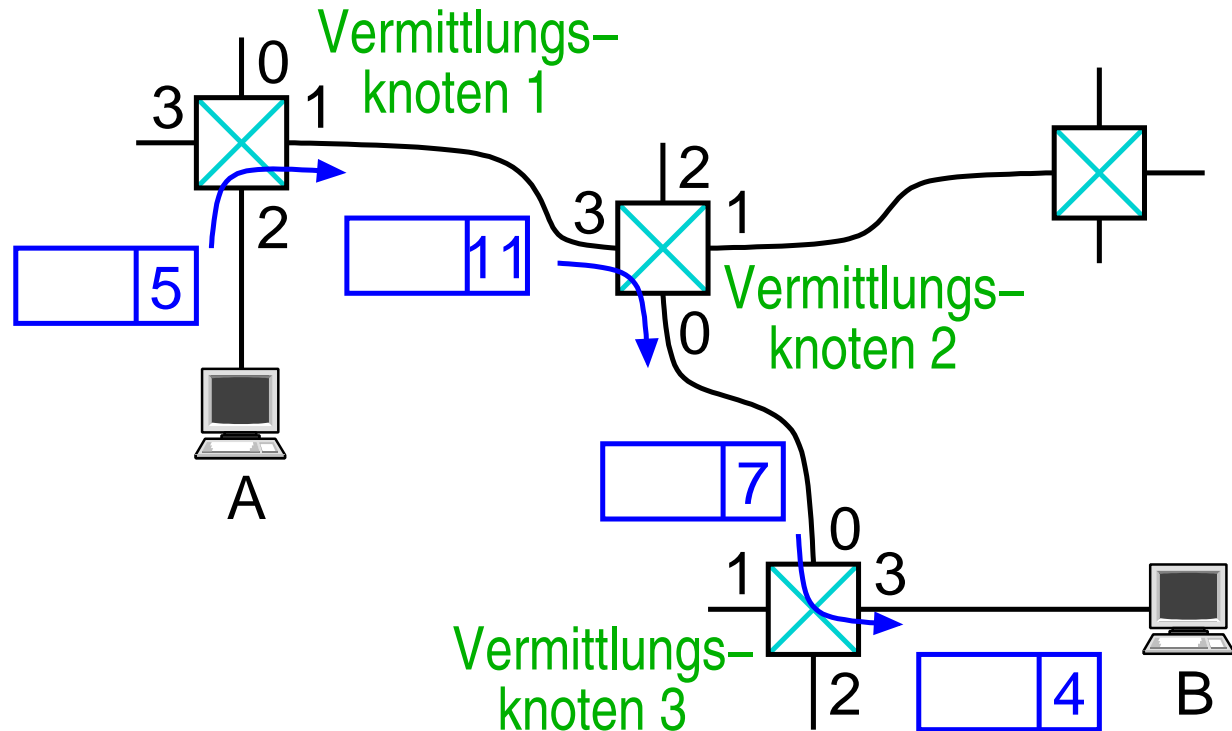 Vermittlungs–
knoten 1
0
3
1
2
5
A
11
2
3
1
0
Vermittlungs–
knoten 2
7
0
1
3
2
Vermittlungs–
knoten 3
4
B